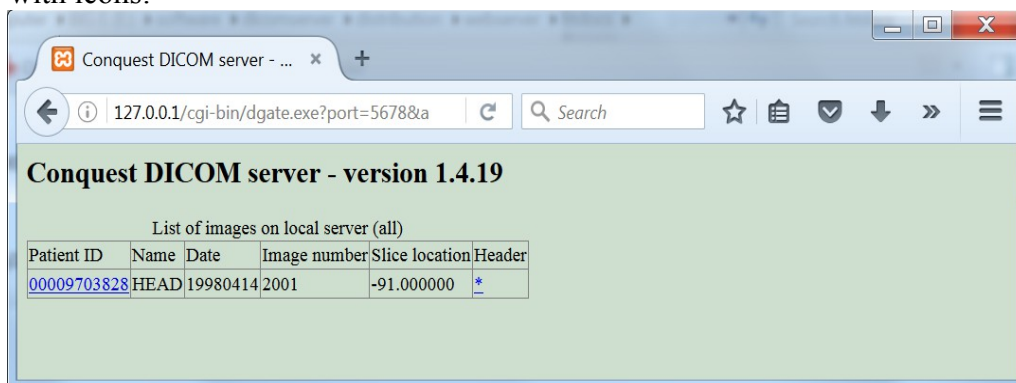 with icons.
Conquest DICOM server - ... × +
127.0.0.1/cgi-bin/dgate.exe?port=5678&a Search
Conquest DICOM server - version 1.4.19
List of images on local server (all)
Patient ID Name Date Image number Slice location Header
00009703828 HEAD 19980414 2001 -91.000000 *